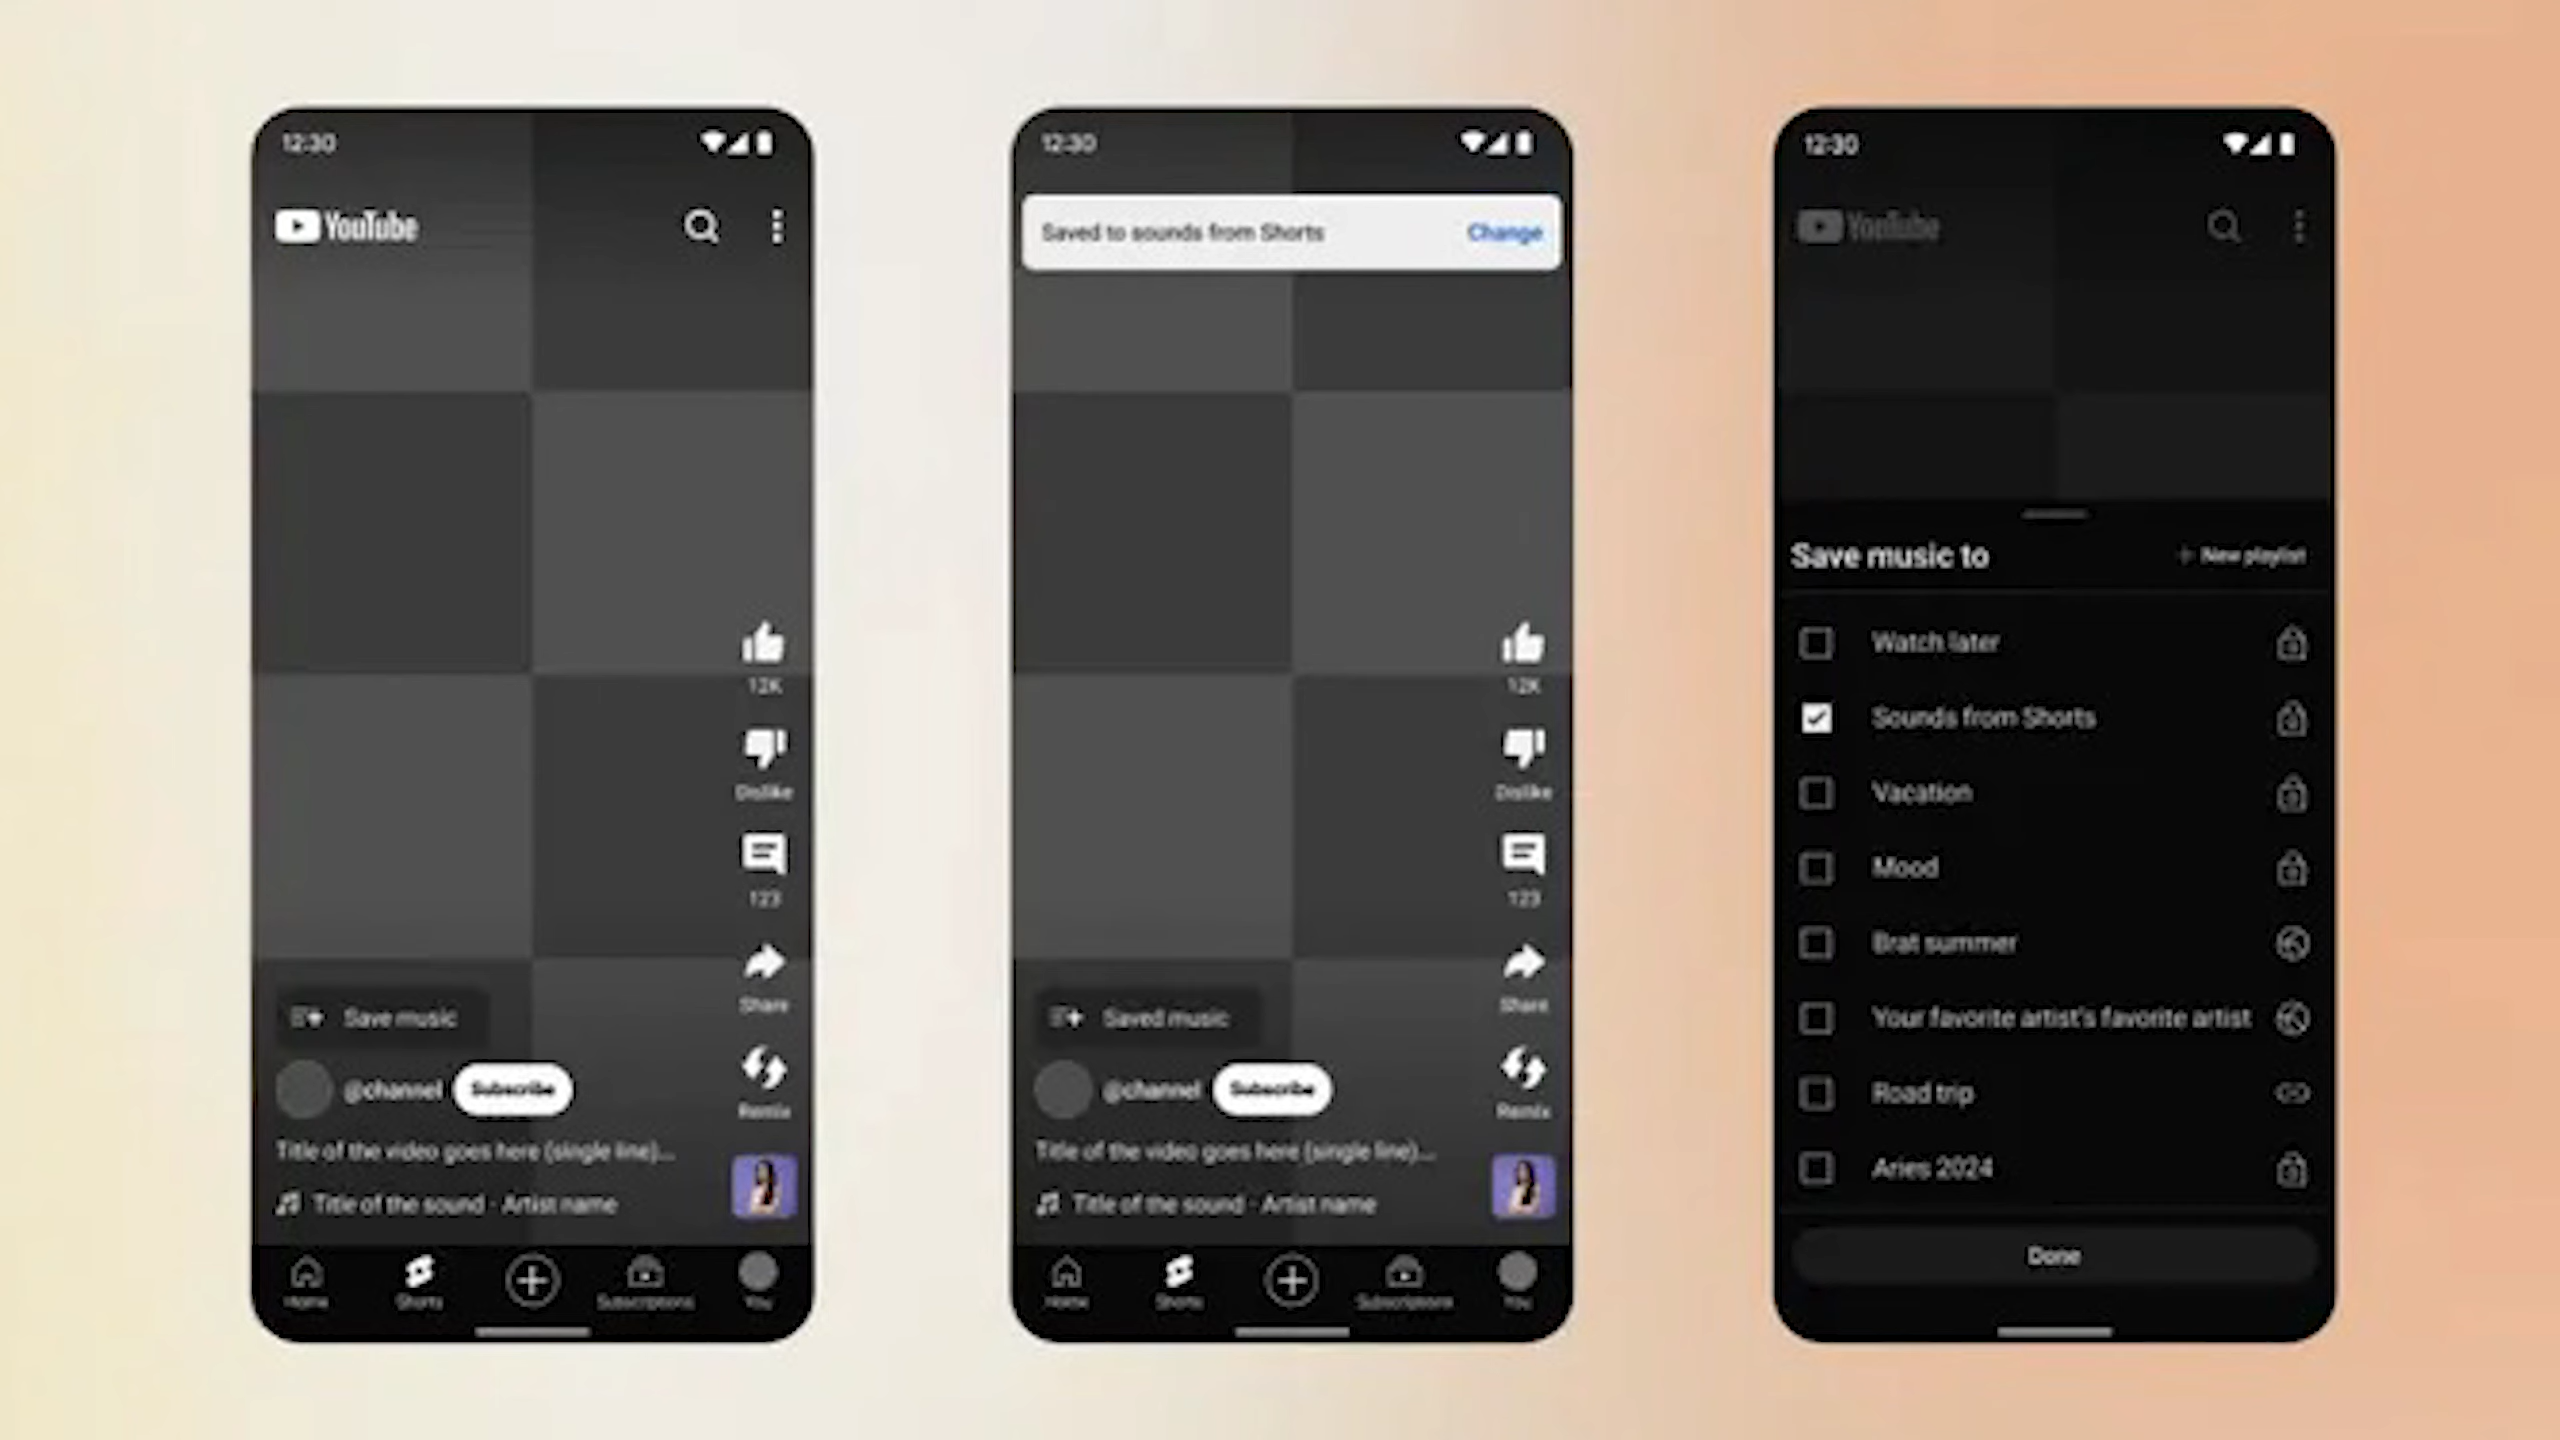 12:30
YouTube
12K
Dislike
123
Share
Save music
@channel Subscribe
Remix
Title of the video goes here (single line)...
Title of the sound · Artist name
Home Shorts Subscriptions You
12:30
Saved to sounds from Shorts Change
12K
Dislike
123
Share
Saved music
@channel Subscribe
Remix
Title of the video goes here (single line)...
Title of the sound · Artist name
Home Shorts Subscriptions You
12:30
YouTube
Save music to + New playlist
Watch later
Sounds from Shorts
Vacation
Mood
Brat summer
Your favorite artist's favorite artist
Road trip
Aries 2024
Done